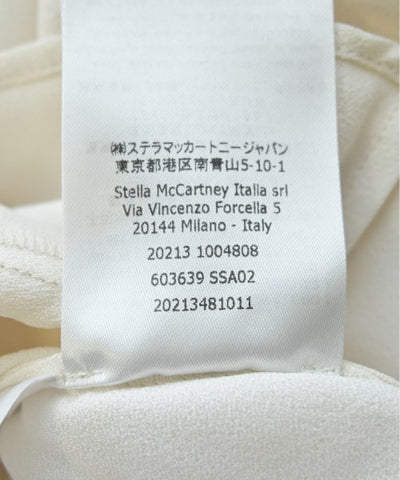 ㈱ステラマッカートニージャパン
東京都港区南青山5-10-1
Stella McCartney Italia srl
Via Vincenzo Forcella 5
20144 Milano - Italy
20213 1004808
603639 SSA02
20213481011